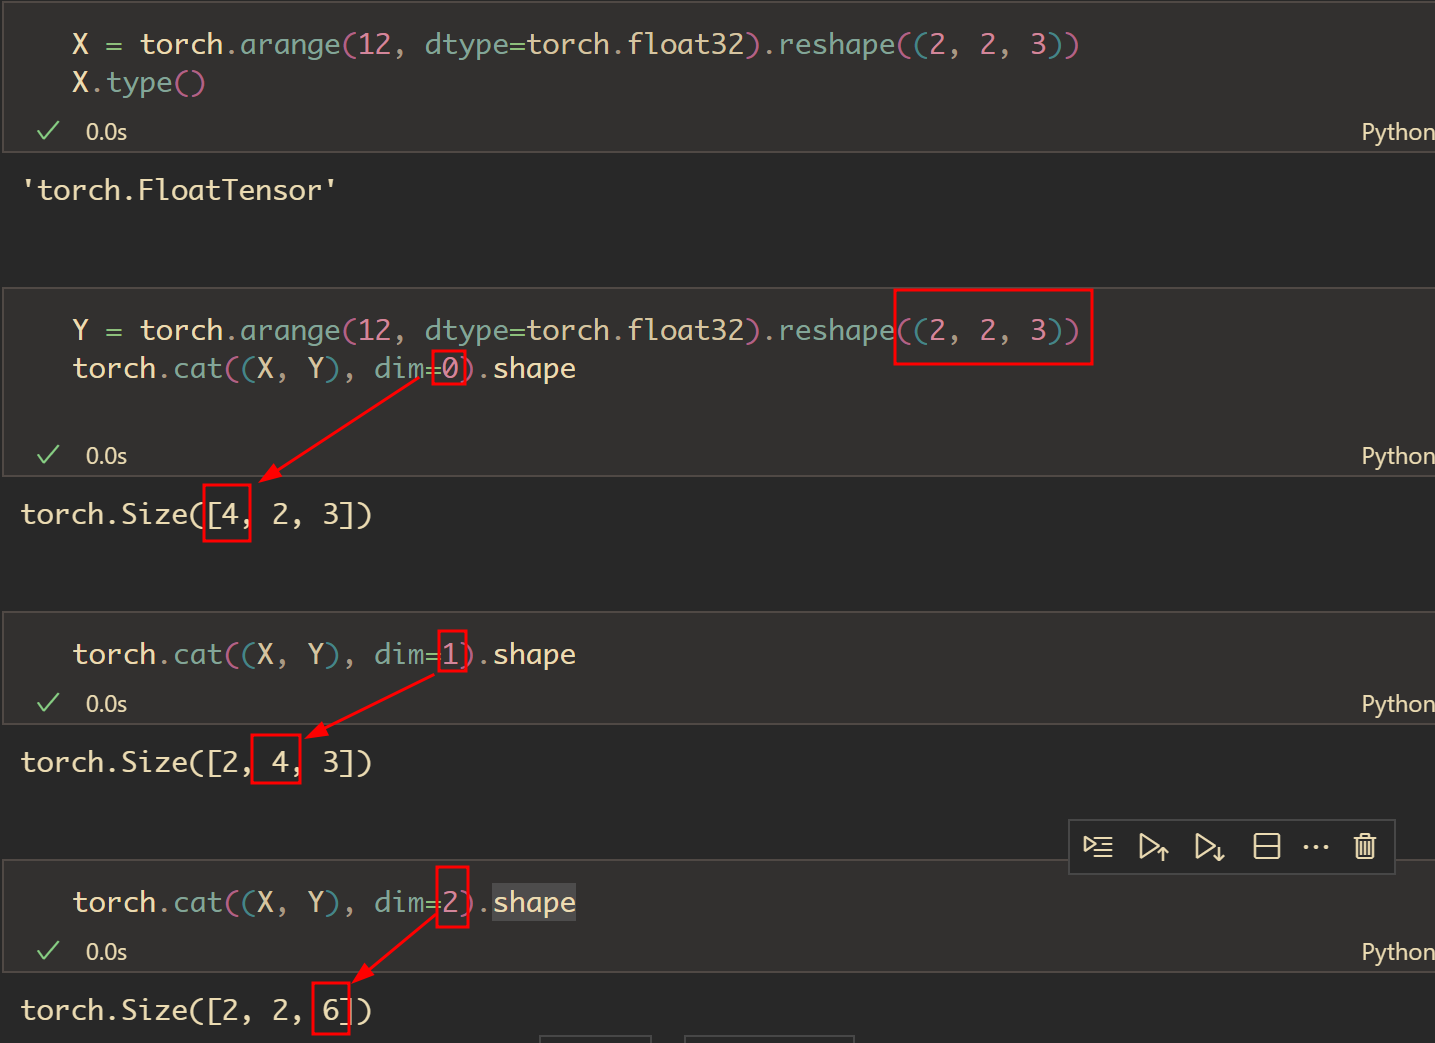 X = torch.arange(12, dtype=torch.float32).reshape((2, 2, 3))
X.type()
0.0s
Python
'torch.FloatTensor'
Y = torch.arange(12, dtype=torch.float32).reshape((2, 2, 3))
torch.cat((X, Y), dim=0).shape
0.0s
Python
torch.Size([4, 2, 3])
torch.cat((X, Y), dim=1).shape
0.0s
Python
torch.Size([2, 4, 3])
torch.cat((X, Y), dim=2).shape
0.0s
Python
torch.Size([2, 2, 6])